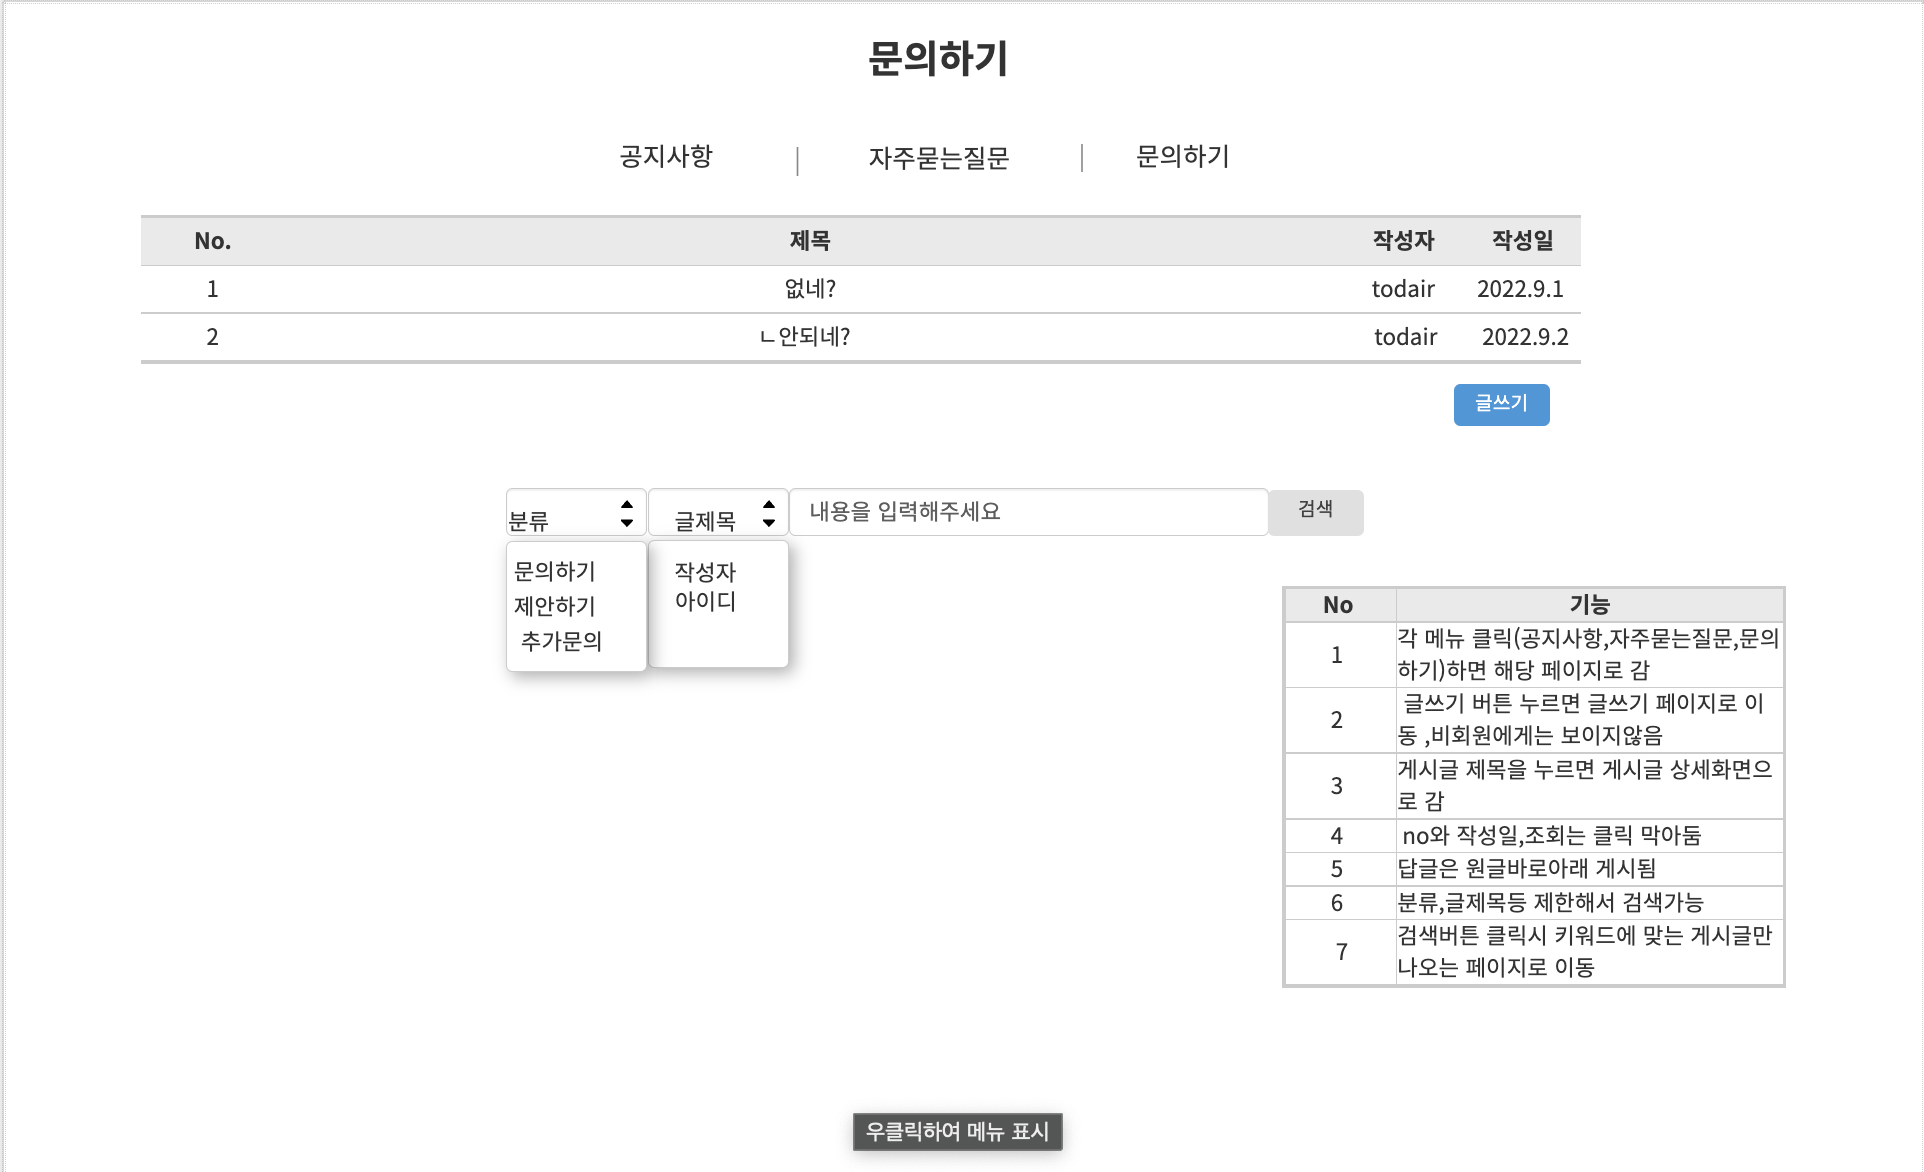 문의하기
공지사항 | 자주묻는질문 | 문의하기
No. 제목 작성자 작성일
1 없네? todair 2022.9.1
2 ㄴ안되네? todair 2022.9.2
글쓰기
분류 글제목 내용을 입력해주세요 검색
문의하기
제안하기
추가문의
작성자
아이디
No 기능
1 각 메뉴 클릭(공지사항,자주묻는질문,문의
하기)하면 해당 페이지로 감
2 글쓰기 버튼 누르면 글쓰기 페이지로 이
동 ,비회원에게는 보이지않음
3 게시글 제목을 누르면 게시글 상세화면으
로 감
4 no와 작성일,조회는 클릭 막아둠
5 답글은 원글바로아래 게시됨
6 분류,글제목등 제한해서 검색가능
7 검색버튼 클릭시 키워드에 맞는 게시글만
나오는 페이지로 이동
우클릭하여 메뉴 표시